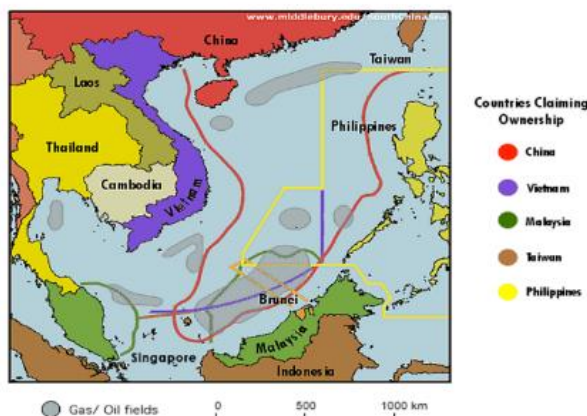 www.middlebury.edu/southChinaSea
China
Taiwan
Laos
Philippines
Thailand
Cambodia
Vietnam
Brunei
Malaysia
Singapore
Indonesia
Countries Claiming
Ownership
China
Vietnam
Malaysia
Taiwan
Philippines
Gas/ Oil fields
0 500 1000 km